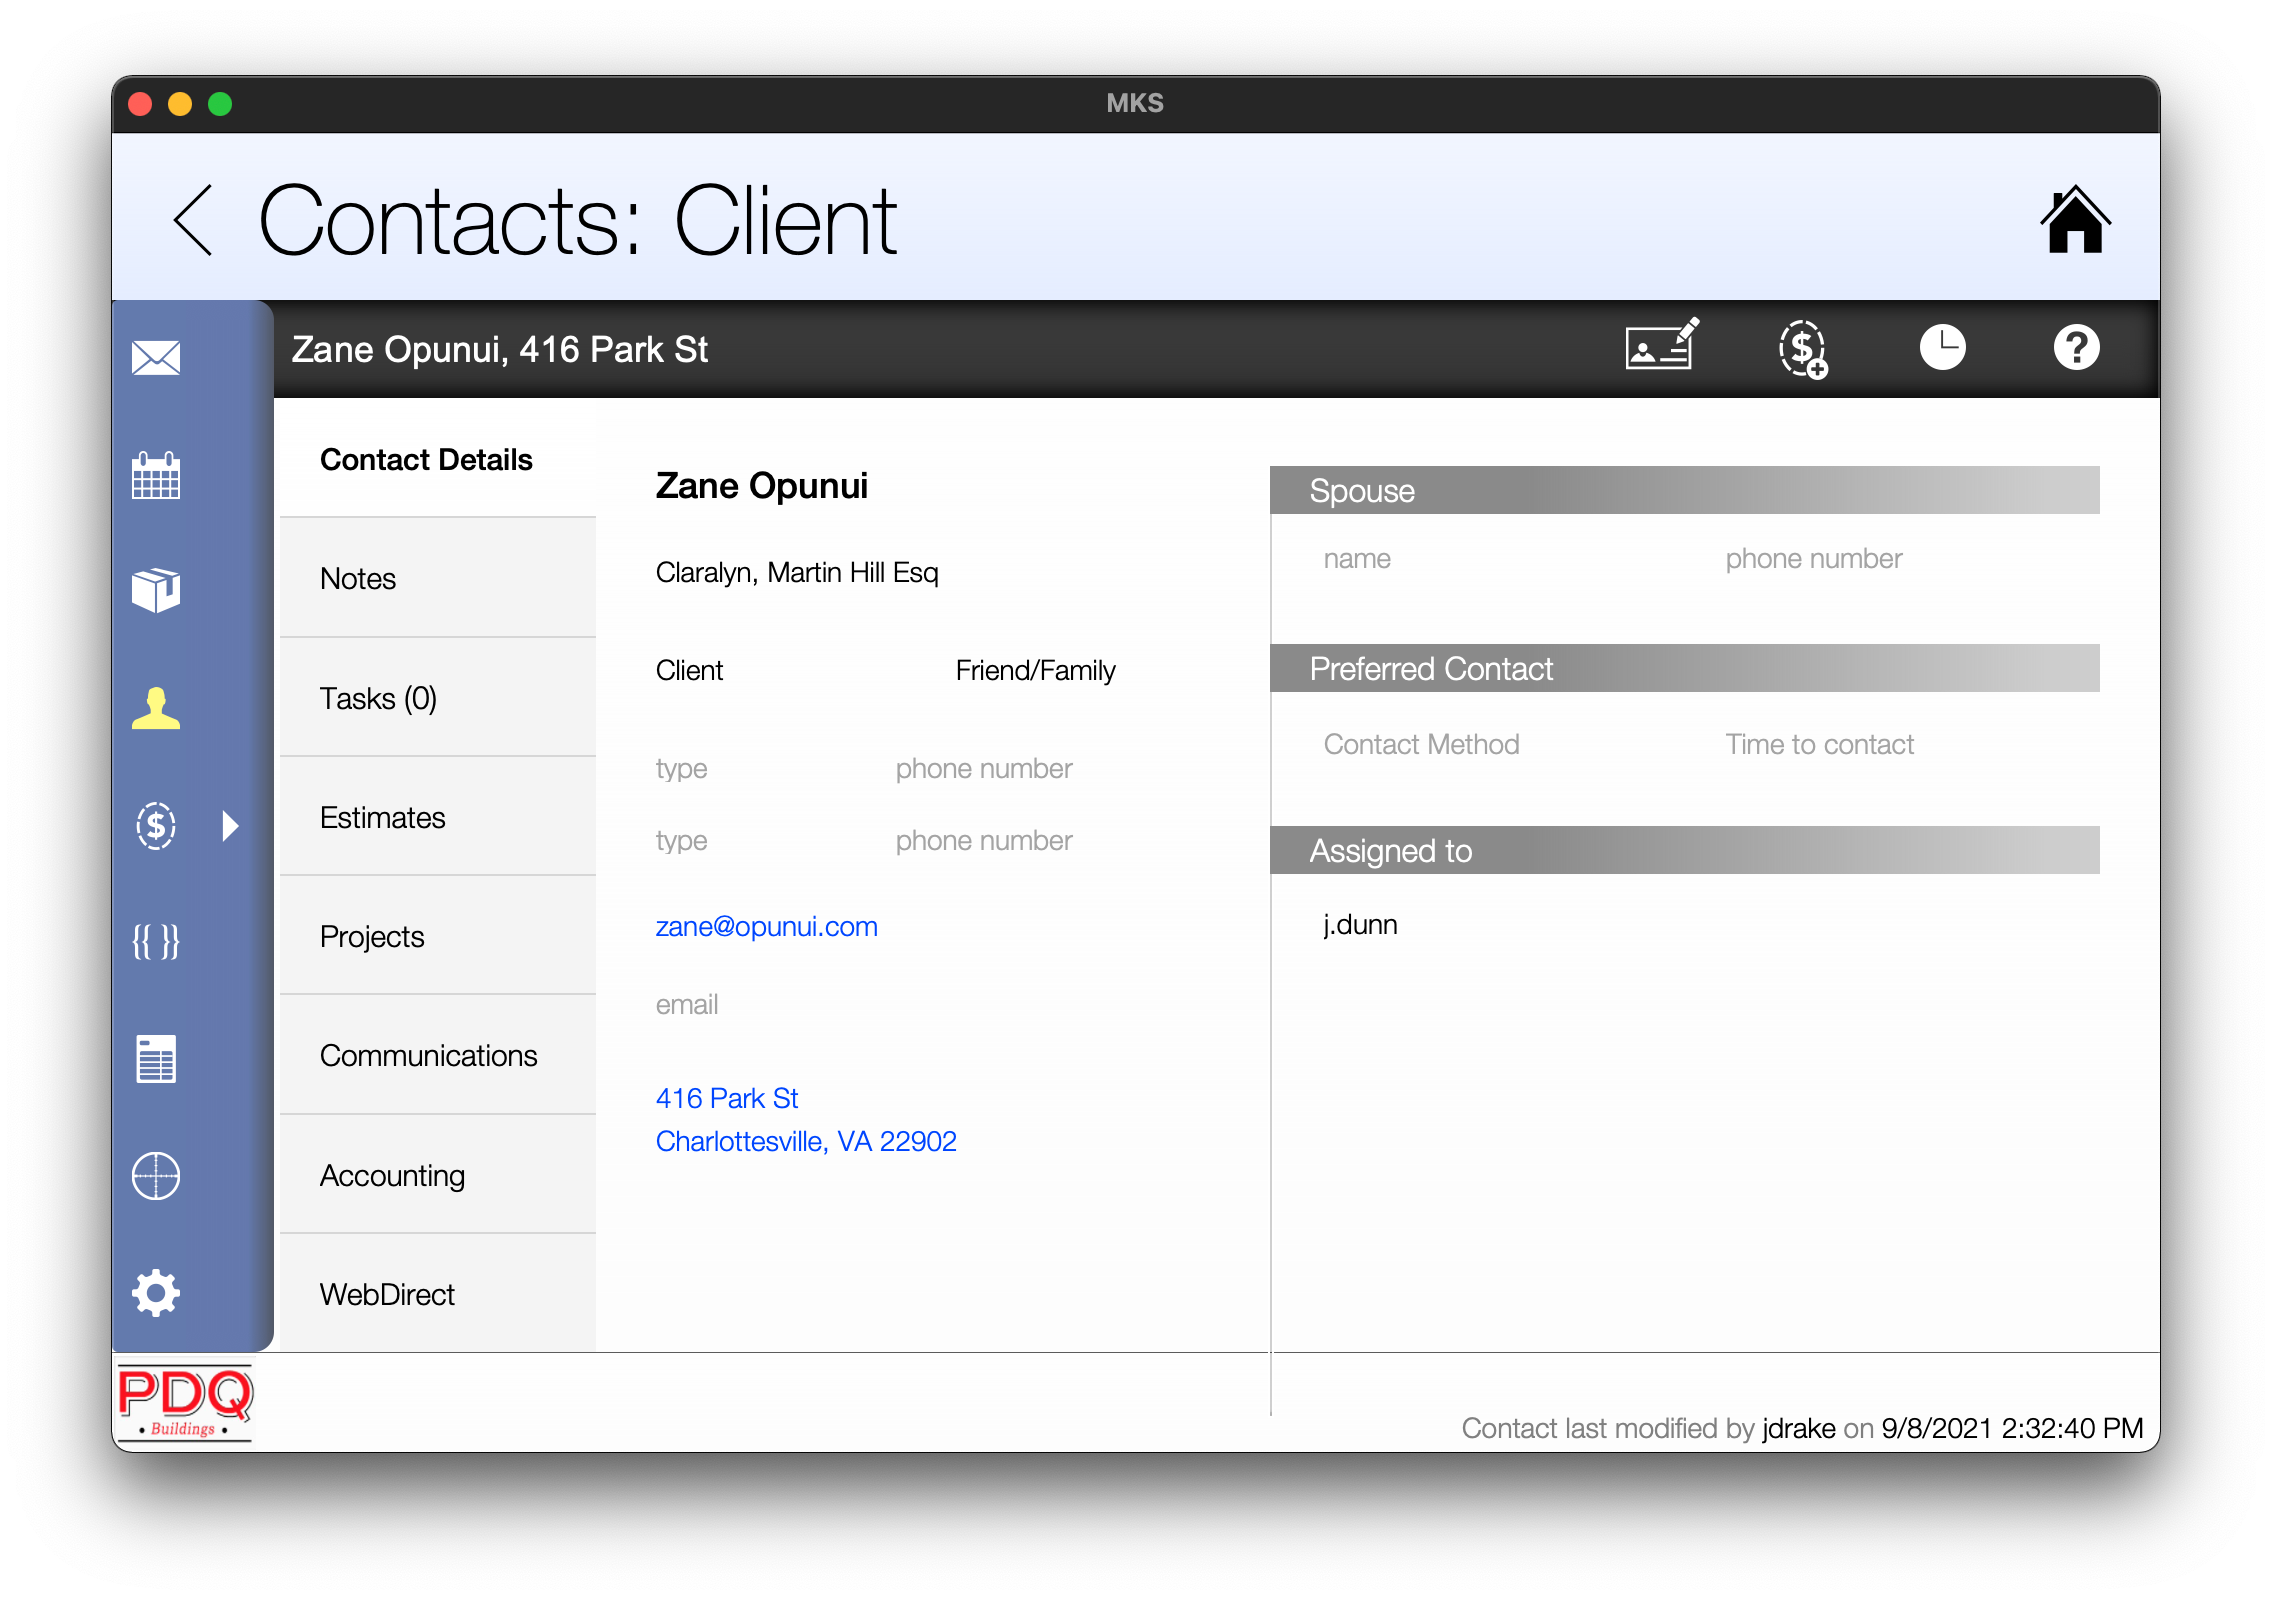 MKS
Contacts: Client
Zane Opunui, 416 Park St
Contact Details
Notes
Tasks (0)
Estimates
Projects
Communications
Accounting
WebDirect
Zane Opunui
Claralyn, Martin Hill Esq
Client Friend/Family
type phone number
type phone number
zane@opunui.com
email
416 Park St
Charlottesville, VA 22902
Spouse
name phone number
Preferred Contact
Contact Method Time to contact
Assigned to
j.dunn
PDQ
• Buildings •
Contact last modified by jdrake on 9/8/2021 2:32:40 PM